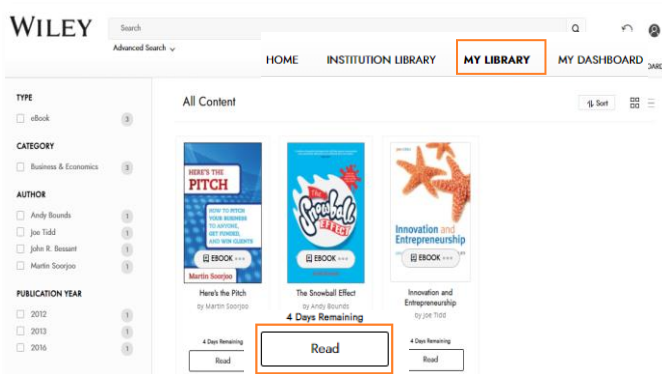 WILEY
Search
Advanced Search
HOME INSTITUTION LIBRARY MY LIBRARY MY DASHBOARD
TYPE
eBook 3
CATEGORY
Business & Economics 3
AUTHOR
Andy Bounds 1
Joe Tidd 1
John R. Bessant 1
Martin Soorjoo 1
PUBLICATION YEAR
2012 1
2013 1
2016 1
All Content
Sort
HERE'S THE
PITCH
HOW TO PITCH
YOUR BUSINESS
TO ANYONE,
GET FUNDED,
AND WIN CLIENTS
EBOOK
Martin Soorjoo
Here's the Pitch
by Martin Soorjoo
4 Days Remaining
Read
The
Snowball
EFFECT
EBOOK
The Snowball Effect
by Andy Bounds
4 Days Remaining
Read
Innovation and
Entrepreneurship
EBOOK
Innovation and
Entrepreneurship
by Joe Tidd
4 Days Remaining
Read